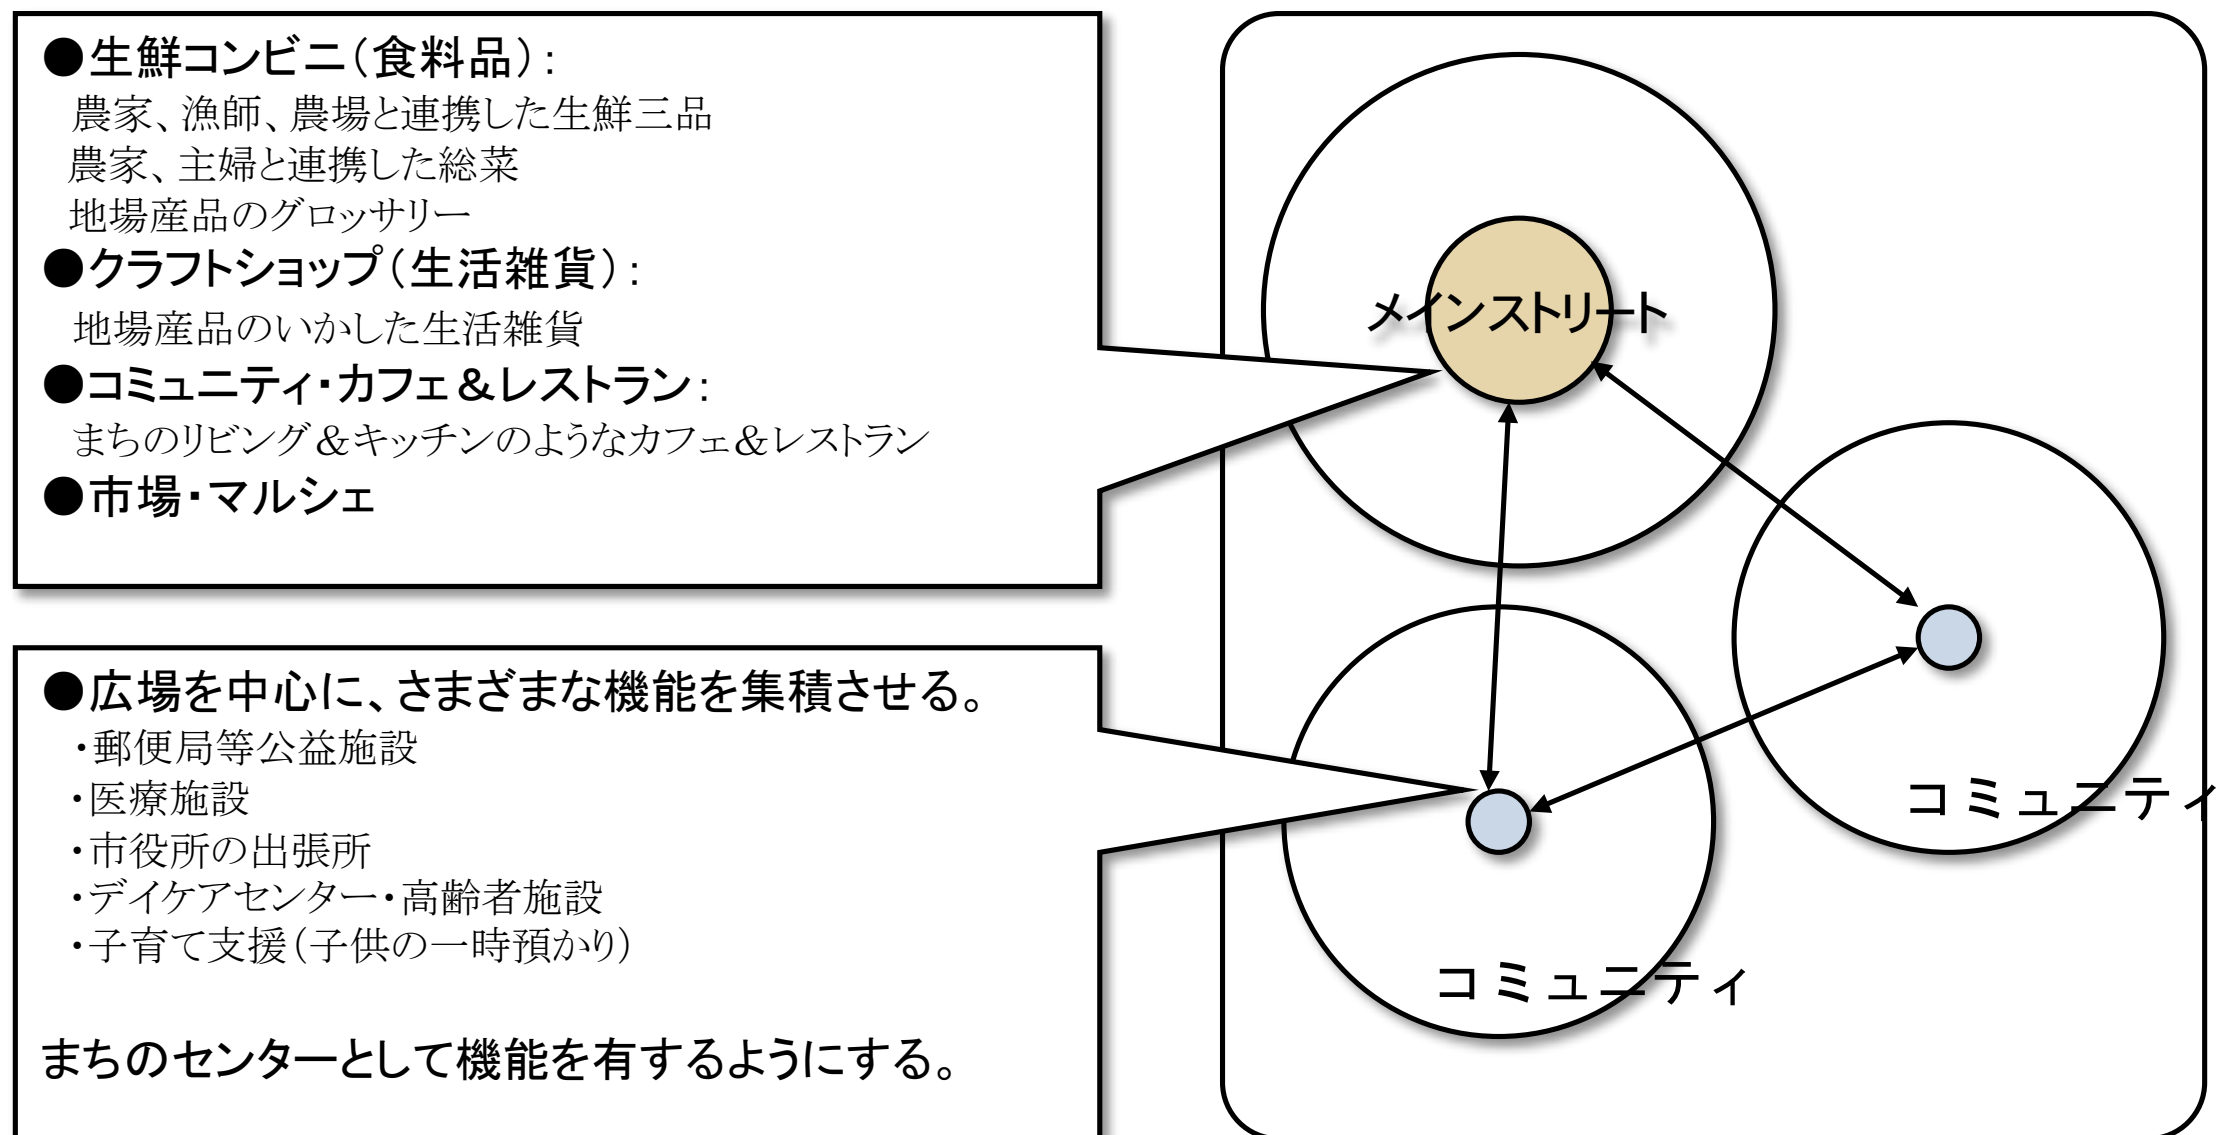 ●生鮮コンビニ(食料品):
農家、漁師、農場と連携した生鮮三品
農家、主婦と連携した総菜
地場産品のグロッサリー
●クラフトショップ(生活雑貨):
地場産品のいかした生活雑貨
●コミュニティ・カフェ&レストラン:
まちのリビング&キッチンのようなカフェ&レストラン
●市場・マルシェ
●広場を中心に、さまざまな機能を集積させる。
・郵便局等公益施設
・医療施設
・市役所の出張所
・デイケアセンター・高齢者施設
・子育て支援(子供の一時預かり)
まちのセンターとして機能を有するようにする。
メインストリート
コミュニティ
コミュニティ